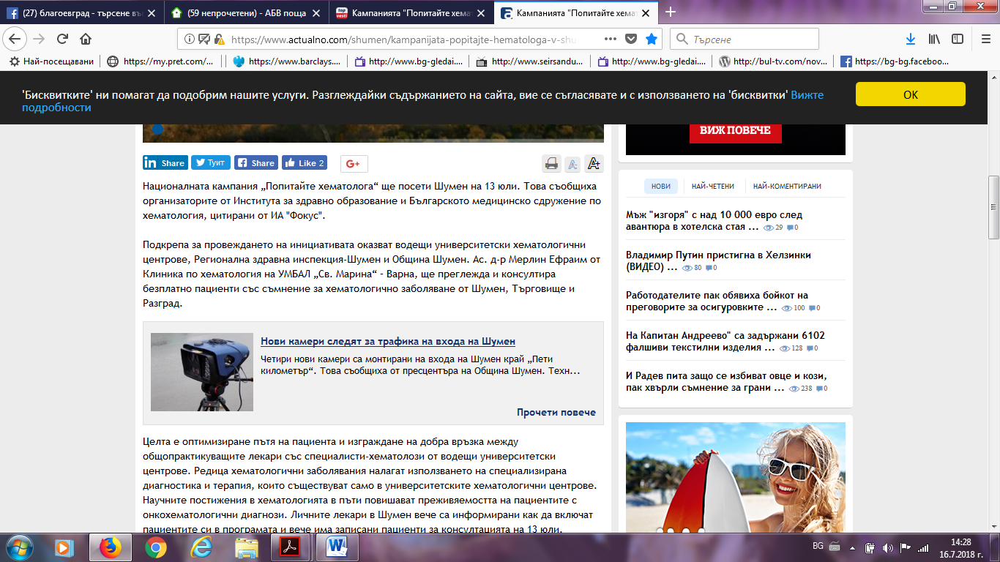 (27) благоевград - търсене въ
(59 непрочетени) - АБВ поща
Кампанията "Попитайте хемат
Кампанията "Попитайте хемат
https://www.actualno.com/shumen/kampanijata-popitajte-hematologa-v-shu
Търсене
Най-посещавани
https://my.pret.com/...
https://www.barclays....
http://www.bg-gledai....
http://www.seirsandu...
http://www.bg-gledai....
http://bul-tv.com/nov...
https://bg-bg.faceboo...
'Бисквитките' ни помагат да подобрим нашите услуги. Разглеждайки съдържанието на сайта, вие се съгласявате и с използването на 'бисквитки' Вижте
подробности
OK
ВИЖ ПОВЕЧЕ
in Share
Туит
Share
Like 2
G+
A-
A+
Националната кампания „Попитайте хематолога“ ще посети Шумен на 13 юли. Това съобщиха
организаторите от Института за здравно образование и Българското медицинско сдружение по
хематология, цитирани от ИА "Фокус".
Подкрепа за провеждането на инициативата оказват водещи университетски хематологични
центрове, Регионална здравна инспекция-Шумен и Община Шумен. Ас. д-р Мерлин Ефраим от
Клиника по хематология на УМБАЛ „Св. Марина“ – Варна, ще преглежда и консултира
безплатно пациенти със съмнение за хематологично заболяване от Шумен, Търговище и
Разград.
Нови камери следят за трафика на входа на Шумен
Четири нови камери са монтирани на входа на Шумен край „Пети
километър“. Това съобщиха от пресцентъра на Община Шумен. Техн...
Прочети повече
Целта е оптимизиране пътя на пациента и изграждане на добра връзка между
общопрактикуващите лекари със специалисти-хематолози от водещи университетски
центрове. Редица хематологични заболявания налагат използването на специализирана
диагностика и терапия, които съществуват само в университетските хематологични центрове.
Научните постижения в хематологията в пъти повишават преживяемостта на пациентите с
онкохематологични диагнози. Личните лекари в Шумен вече са информирани как да включат
пациентите си в програмата и вече има записани пациенти за консултацията на 13 юли.
НОВИ
НАЙ-ЧЕТЕНИ
НАЙ-КОМЕНТИРАНИ
Мъж "изгоря" с над 10 000 евро след
авантюра в хотелска стая ... 29 0
Владимир Путин пристигна в Хелзинки
(ВИДЕО) ... 80 0
Работодателите пак обявиха бойкот на
преговорите за осигуровките ... 100 0
На Капитан Андреево" са задържани 6102
фалшиви текстилни изделия ... 128 0
И Радев пита защо се избиват овце и кози,
пак хвърли съмнение за грани ... 238 0
BG
14:28
16.7.2018 г.